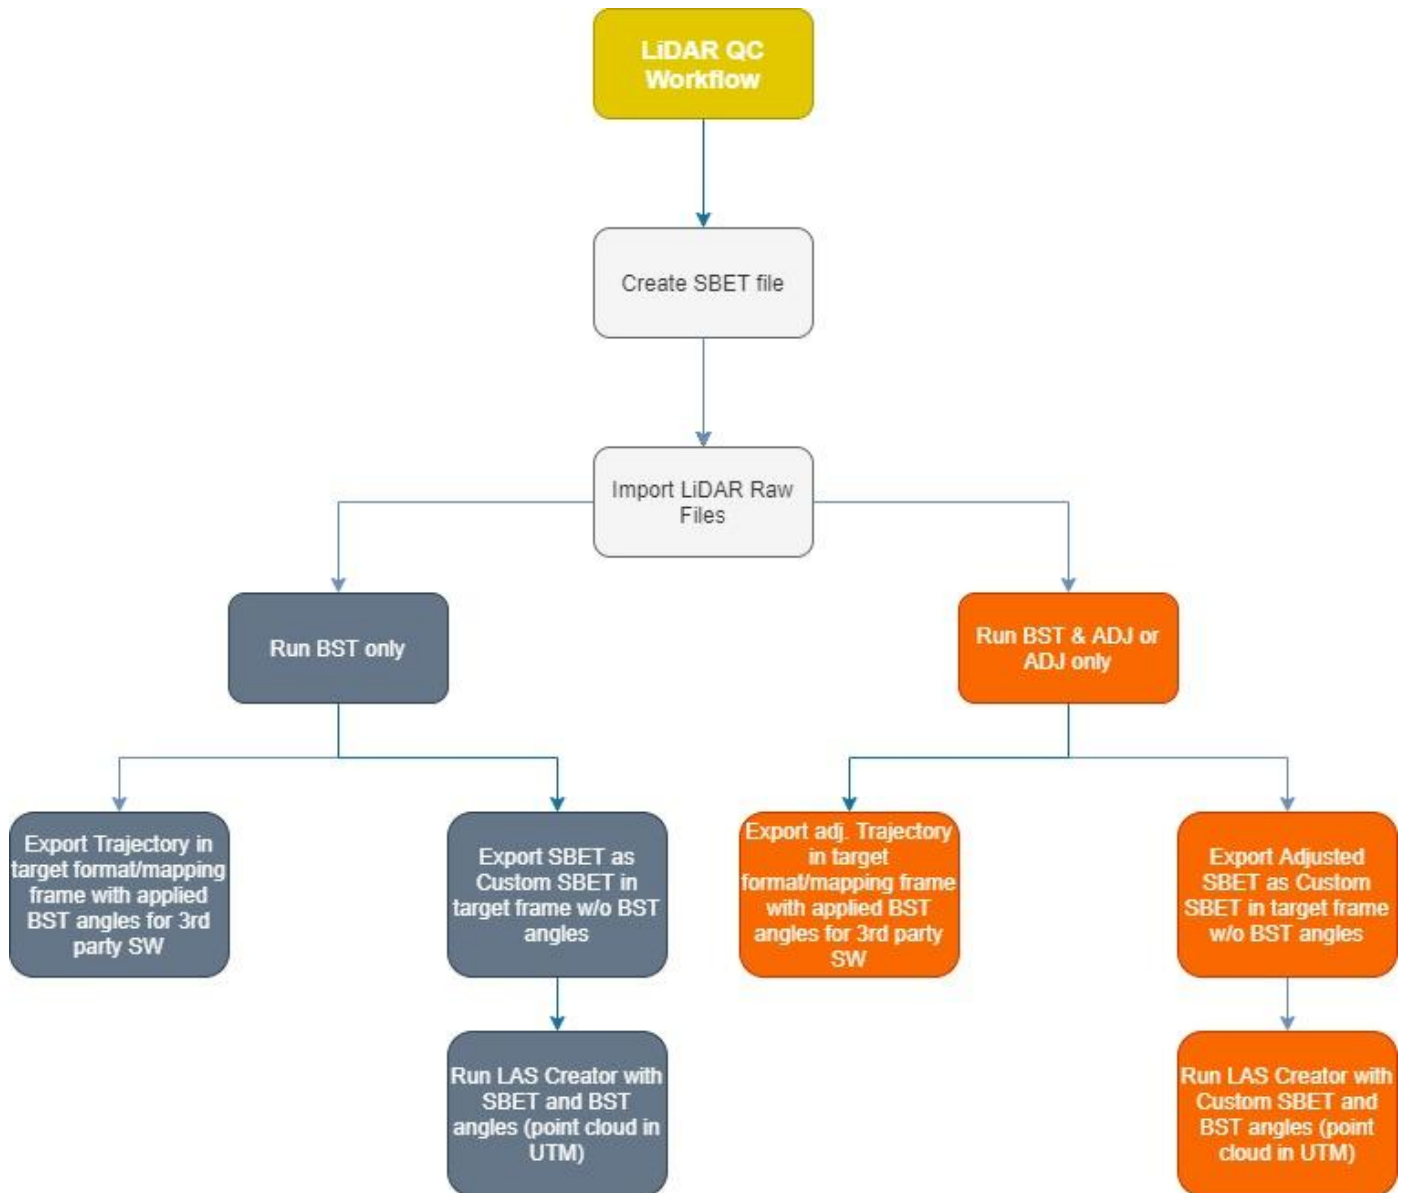 LiDAR QC
Workflow
Create SBET file
Import LiDAR Raw
Files
Run BST only
Run BST & ADJ or
ADJ only
Export Trajectory in
target format/mapping
frame with applied
BST angles for 3rd
party SW
Export SBET as
Custom SBET in
target frame w/o BST
angles
Export adj. Trajectory
in target
format/mapping frame
with applied BST
angles for 3rd party
SW
Export Adjusted
SBET as Custom
SBET in target frame
w/o BST angles
Run LAS Creator with
SBET and BST
angles (point cloud in
UTM)
Run LAS Creator with
Custom SBET and
BST angles (point
cloud in UTM)